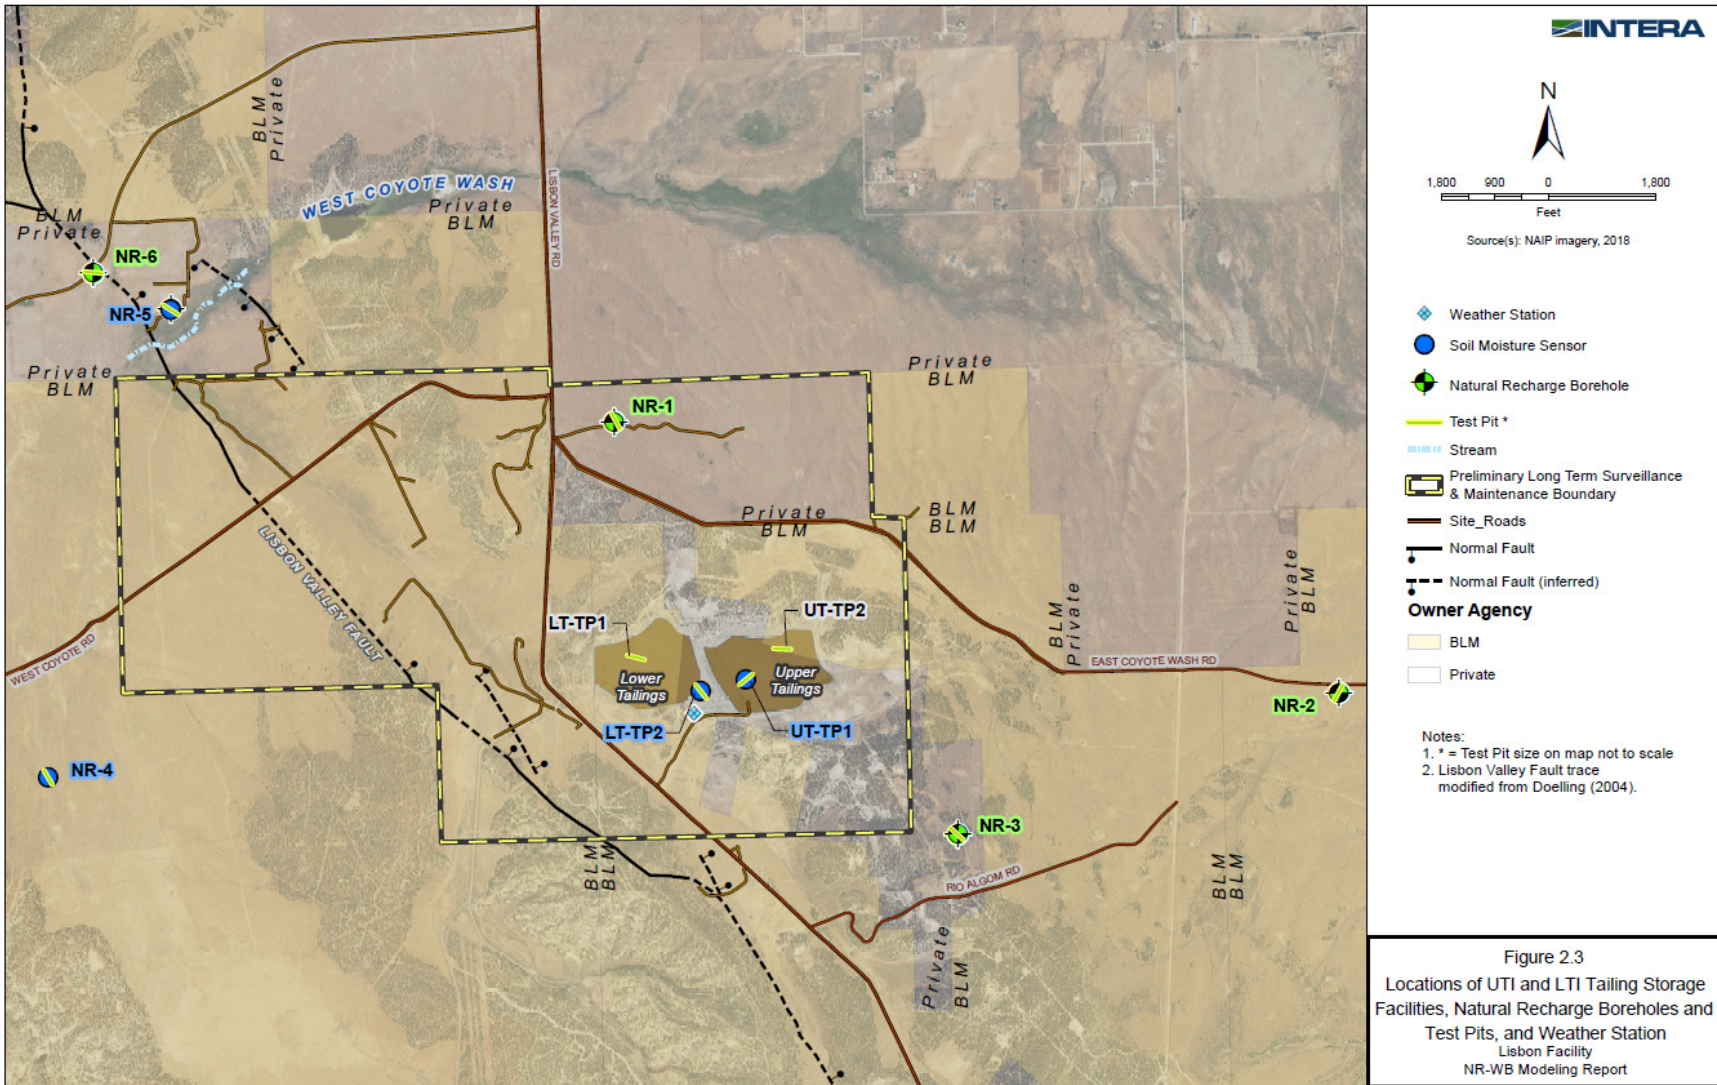 INTERA
N
1,800 900 0 1,800
Feet
Source(s): NAIP imagery, 2018
Weather Station
Soil Moisture Sensor
Natural Recharge Borehole
Test Pit *
Stream
Preliminary Long Term Surveillance
& Maintenance Boundary
Site_Roads
Normal Fault
Normal Fault (inferred)
Owner Agency
BLM
Private
Notes:
1. * = Test Pit size on map not to scale
2. Lisbon Valley Fault trace
modified from Doelling (2004).
Figure 2.3
Locations of UTI and LTI Tailing Storage
Facilities, Natural Recharge Boreholes and
Test Pits, and Weather Station
Lisbon Facility
NR-WB Modeling Report
BLM
Private
WEST COYOTE WASH
Private
BLM
LISBON VALLEY RD
BLM
Private
NR-6
NR-5
Private
BLM
Private
BLM
NR-1
Private
BLM
BLM
BLM
LISBON VALLEY FAULT
WEST COYOTE RD
Private
BLM
BLM
Private
LT-TP1
UT-TP2
Lower
Tailings
Upper
Tailings
EAST COYOTE WASH RD
NR-2
LT-TP2
UT-TP1
NR-4
NR-3
BLM
BLM
RIO ALGOM RD
BLM
BLM
Private
BLM